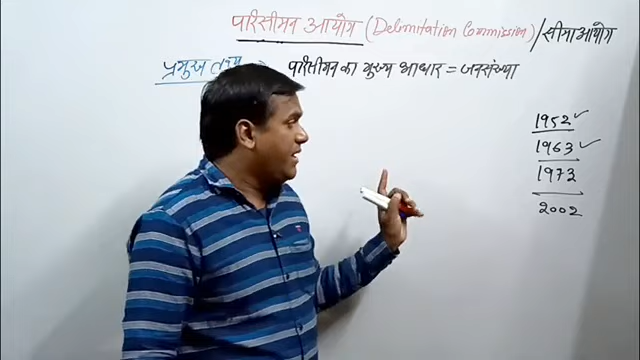 परिसीमन आयोग (Delimitation Commission) / सीमा आयोग
प्रमुख तथ्य - परिसीमन का मुख्य आधार = जनसंख्या
1952 ✓
1963 ✓
1973
2002